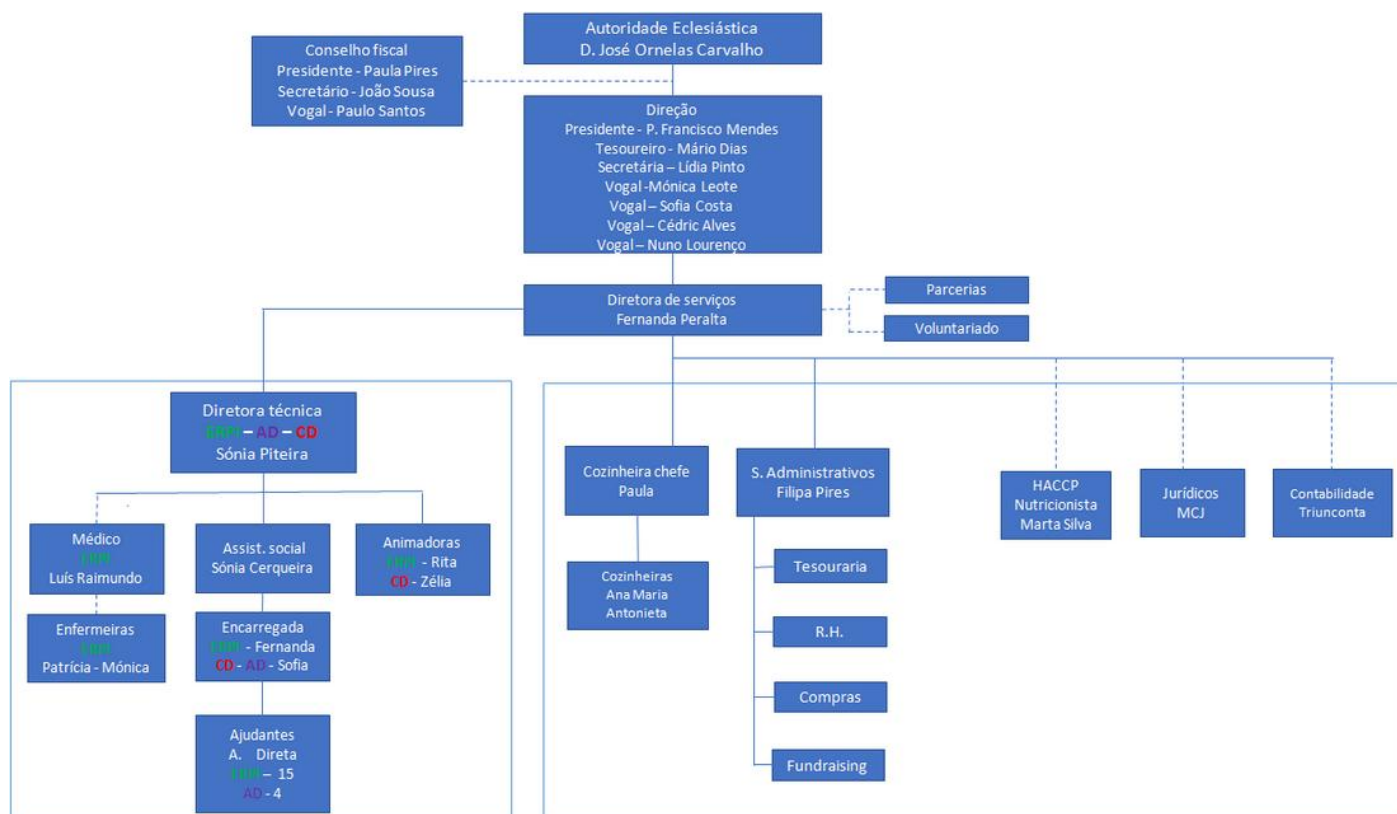 Autoridade Eclesiástica
D. José Ornelas Carvalho
Conselho fiscal
Presidente - Paula Pires
Secretário - João Sousa
Vogal - Paulo Santos
Direção
Presidente - P. Francisco Mendes
Tesoureiro - Mário Dias
Secretária – Lídia Pinto
Vogal -Mónica Leote
Vogal – Sofia Costa
Vogal – Cédric Alves
Vogal – Nuno Lourenço
Diretora de serviços
Fernanda Peralta
Parcerias
Voluntariado
Diretora técnica
ERPI – AD – CD
Sónia Piteira
Médico
ERPI
Luís Raimundo
Enfermeiras
ERPI
Patrícia - Mónica
Assist. social
Sónia Cerqueira
Encarregada
ERPI - Fernanda
CD - AD - Sofia
Ajudantes
A. Direta
ERPI – 15
AD - 4
Animadoras
ERPI - Rita
CD - Zélia
Cozinheira chefe
Paula
Cozinheiras
Ana Maria
Antonieta
S. Administrativos
Filipa Pires
Tesouraria
R.H.
Compras
Fundraising
HACCP
Nutricionista
Marta Silva
Jurídicos
MCJ
Contabilidade
Triunconta